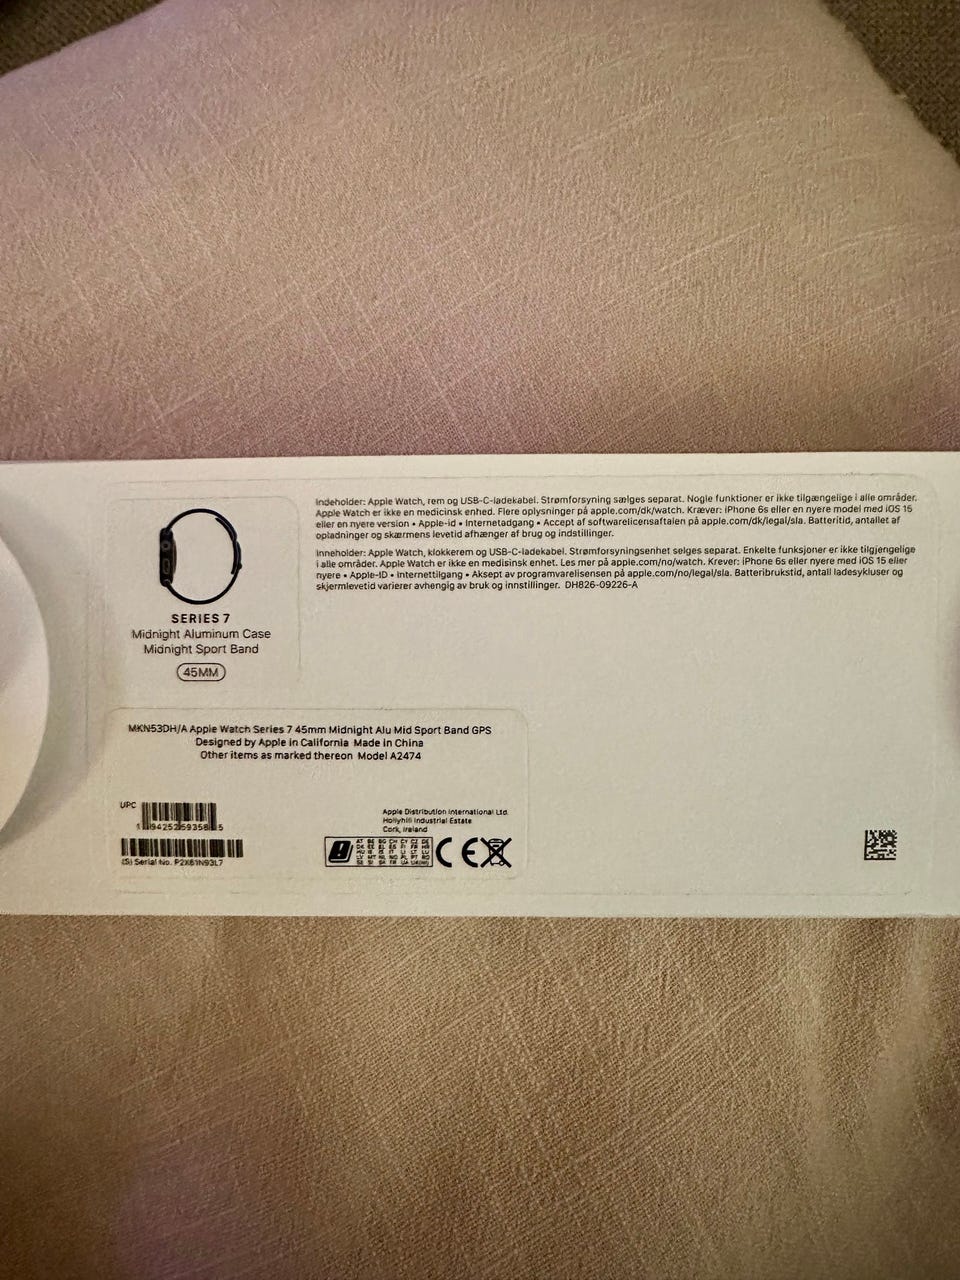 Indeholder: Apple Watch, rem og USB-C-ladekabel. Strømforsyning sælges separat. Nogle funktioner er ikke tilgængelige i alle områder.
Apple Watch er ikke en medicinsk enhed. Flere oplysninger på apple.com/dk/watch. Kræver: iPhone 6s eller en nyere model med iOS 15
eller en nyere version • Apple-id • Internetadgang • Accept af softwarelicensaftalen på apple.com/dk/legal/sla. Batteritid, antallet af
opladninger og skærmens levetid afhænger af brug og indstillinger.
Inneholder: Apple Watch, klokkerem og USB-C-ladekabel. Strømforsyningsenhet selges separat. Enkelte funksjoner er ikke tilgjengelige
i alle områder. Apple Watch er ikke en medisinsk enhet. Les mer på apple.com/no/watch. Krever: iPhone 6s eller nyere med iOS 15 eller
nyere • Apple-ID • Internettilgang • Aksept av programvarelisensen på apple.com/no/legal/sla. Batteribrukstid, antall ladesykluser og
skjermlevetid varierer avhengig av bruk og innstillinger. DH826-09226-A
SERIES 7
Midnight Aluminum Case
Midnight Sport Band
45MM
MKN53DH/A Apple Watch Series 7 45mm Midnight Alu Mid Sport Band GPS
Designed by Apple in California Made in China
Other items as marked thereon Model A2474
UPC
1 94252 59358 5
(S) Serial No. P2X61N93L7
Apple Distribution International Ltd.
Hollyhill Industrial Estate
Cork, Ireland
CE